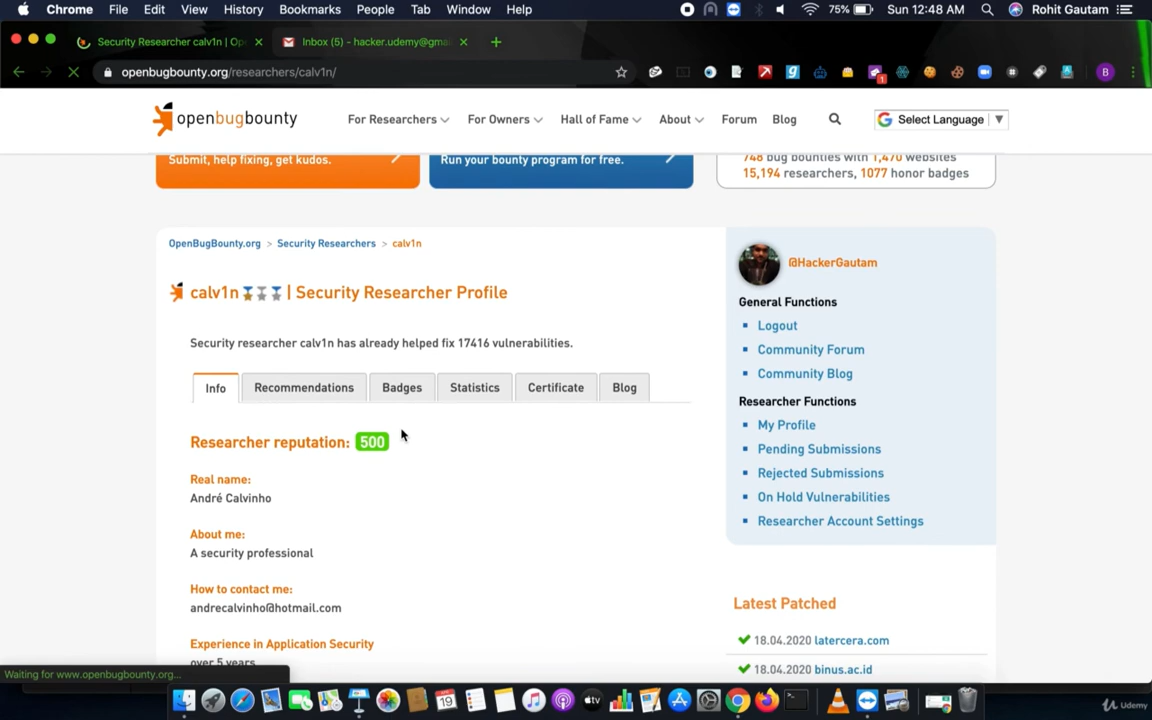 Chrome File Edit View History Bookmarks People Tab Window Help 75% Sun 12:48 AM Rohit Gautam
Security Researcher calv1n | Op
Inbox (5) - hacker.udemy@gma
openbugbounty.org/researchers/calv1n/
B
openbugbounty
For Researchers For Owners Hall of Fame About Forum Blog
Select Language
Submit, help fixing, get kudos.
Run your bounty program for free.
748 bug bounties with 1,470 websites
15,194 researchers, 1077 honor badges
OpenBugBounty.org > Security Researchers > calv1n
calv1n | Security Researcher Profile
Security researcher calv1n has already helped fix 17416 vulnerabilities.
Info Recommendations Badges Statistics Certificate Blog
Researcher reputation: 500
Real name:
André Calvinho
About me:
A security professional
How to contact me:
andrecalvinho@hotmail.com
Experience in Application Security
over 5 years
@HackerGautam
General Functions
Logout
Community Forum
Community Blog
Researcher Functions
My Profile
Pending Submissions
Rejected Submissions
On Hold Vulnerabilities
Researcher Account Settings
Latest Patched
18.04.2020 latercera.com
18.04.2020 binus.ac.id
Waiting for www.openbugbounty.org...
19
Udemy